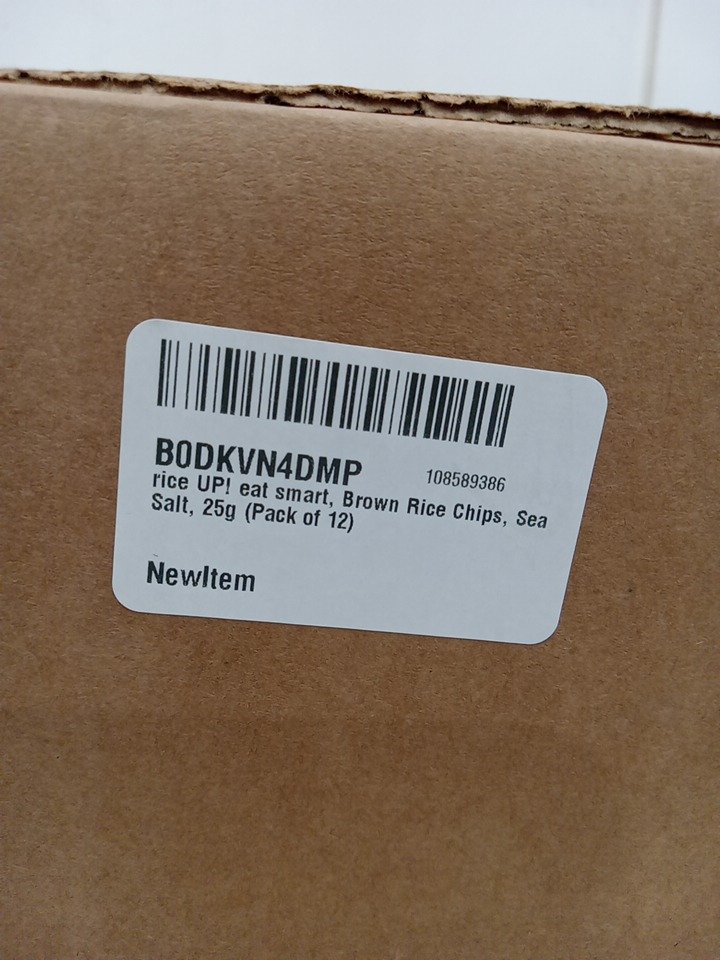 B0DKVN4DMP 108589386
rice UP! eat smart, Brown Rice Chips, Sea
Salt, 25g (Pack of 12)
NewItem